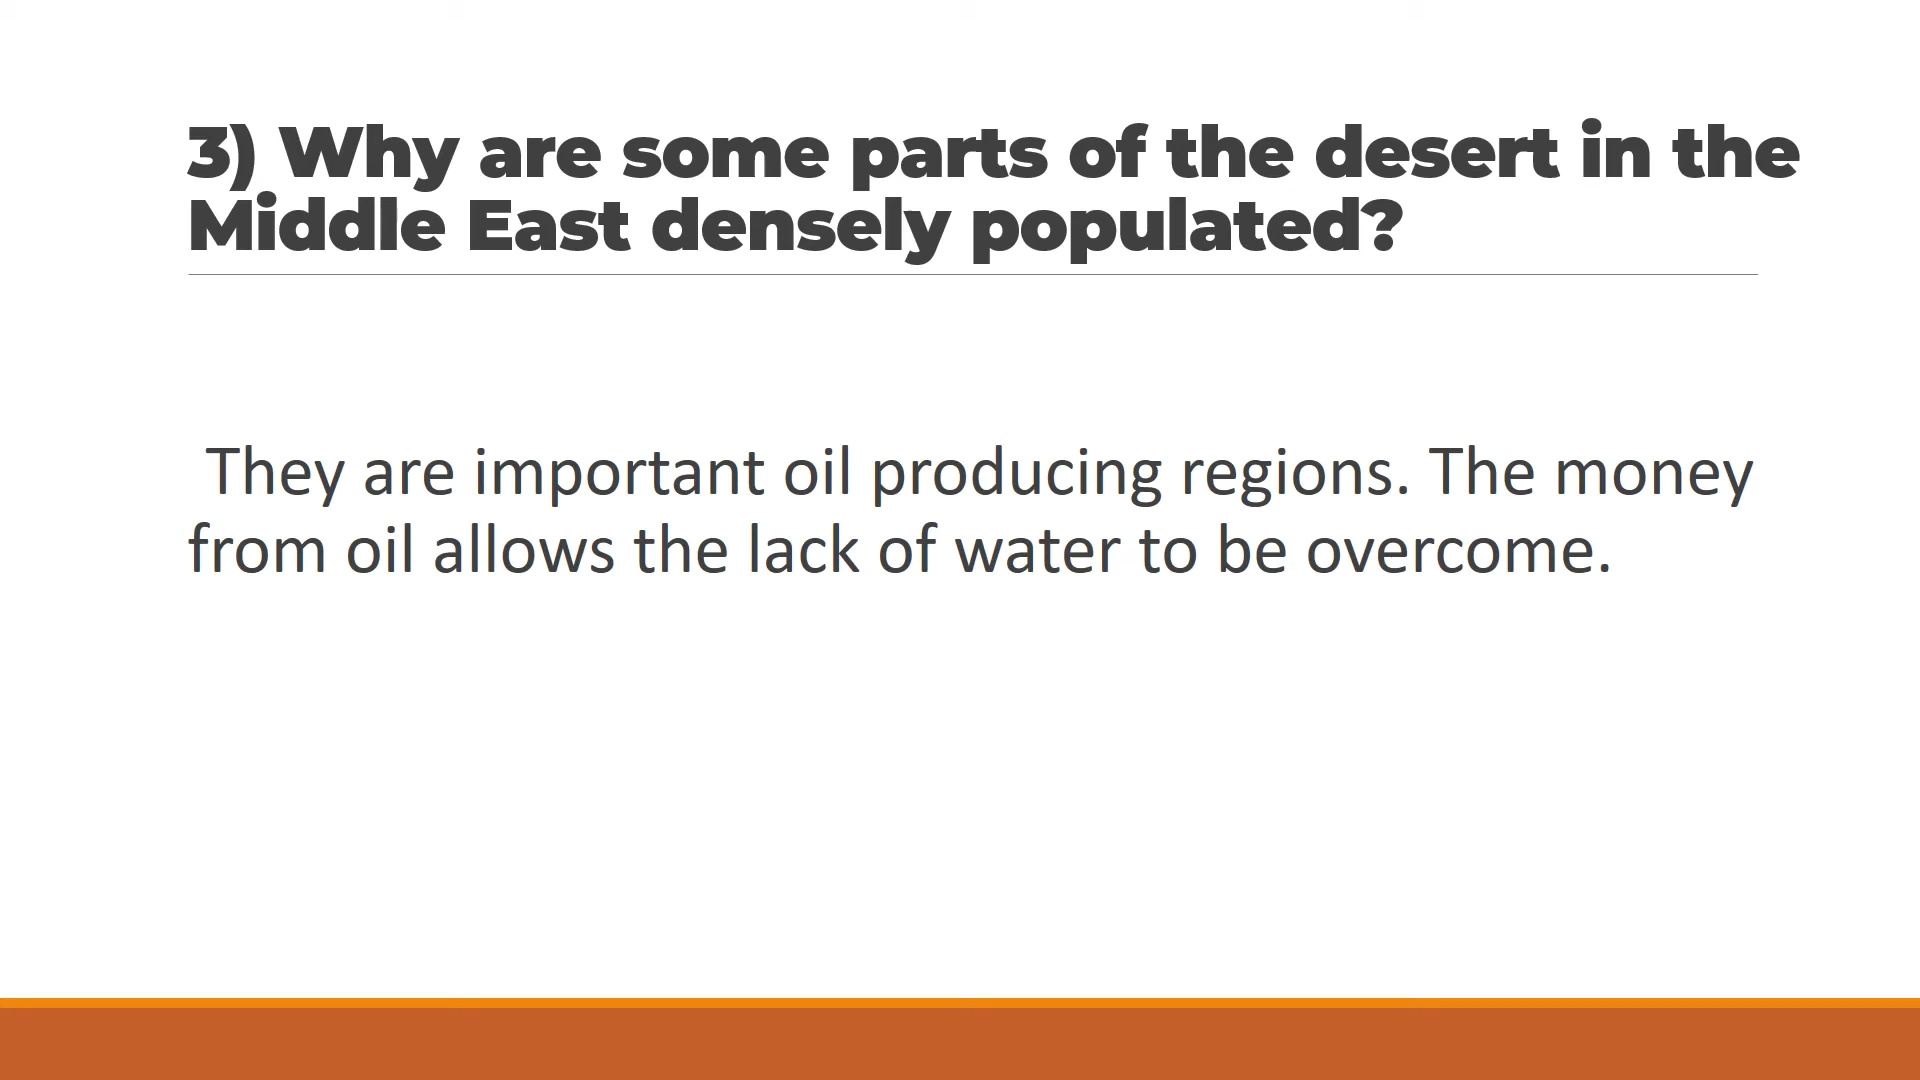 3) Why are some parts of the desert in the
Middle East densely populated?
They are important oil producing regions. The money
from oil allows the lack of water to be overcome.